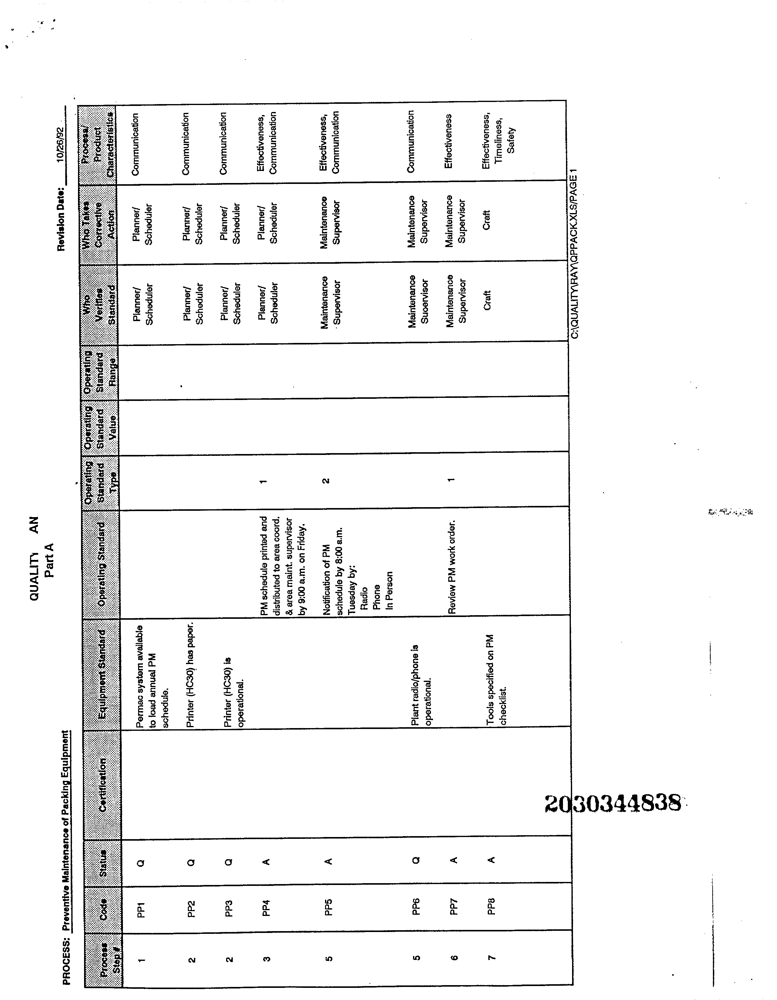 QUALITY AN
Part A
PROCESS: Preventive Maintenance of Packing Equipment
Revision Date: 10/26/92
Process Step # Code Status Certification Equipment Standard Operating Standard Operating Standard Type Operating Standard Value Operating Standard Range Who Verifies Standard Who Takes Corrective Action Process/ Product Characteristics
1 PP1 Q Permac system available to load annual PM schedule. Planner/ Scheduler Planner/ Scheduler Communication
2 PP2 Q Printer (HC30) has paper. Planner/ Scheduler Planner/ Scheduler Communication
2 PP3 Q Printer (HC30) is operational. Planner/ Scheduler Planner/ Scheduler Communication
3 PP4 A PM schedule printed and distributed to area coord. & area maint. supervisor by 9:00 a.m. on Friday. 1 Planner/ Scheduler Planner/ Scheduler Effectiveness, Communication
5 PP5 A Notification of PM schedule by 8:00 a.m. Tuesday by: Radio Phone In Person 2 Maintenance Supervisor Maintenance Supervisor Effectiveness, Communication
5 PP6 Q Plant radio/phone is operational. Maintenance Supervisor Maintenance Supervisor Communication
6 PP7 A Review PM work order. 1 Maintenance Supervisor Maintenance Supervisor Effectiveness
7 PP8 A Tools specified on PM checklist. Craft Craft Effectiveness, Timeliness, Safety
C:\QUALITY\RAY\QPPACK.XLS/PAGE 1
2030344838